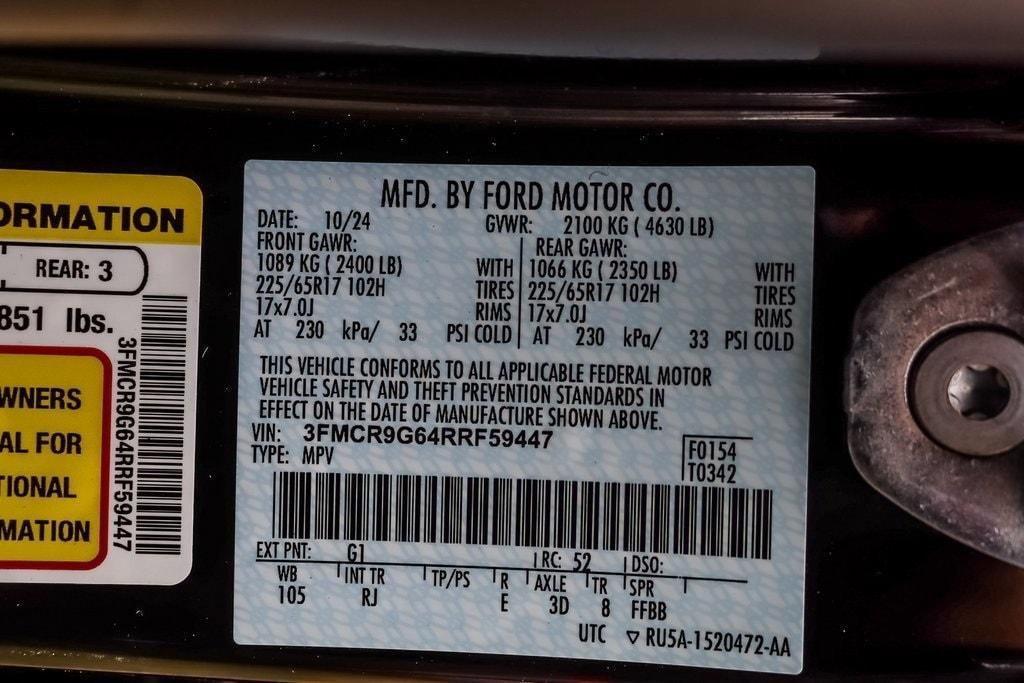 ORMATION
REAR: 3
851 lbs.
WNERS
AL FOR
TIONAL
MATION
3FMCR9G64RRF59447
MFD. BY FORD MOTOR CO.
DATE: 10/24 GVWR: 2100 KG ( 4630 LB)
FRONT GAWR: REAR GAWR:
1089 KG ( 2400 LB) WITH 1066 KG ( 2350 LB) WITH
225/65R17 102H TIRES 225/65R17 102H TIRES
17x7.0J RIMS 17x7.0J RIMS
AT 230 kPa/ 33 PSI COLD AT 230 kPa/ 33 PSI COLD
THIS VEHICLE CONFORMS TO ALL APPLICABLE FEDERAL MOTOR
VEHICLE SAFETY AND THEFT PREVENTION STANDARDS IN
EFFECT ON THE DATE OF MANUFACTURE SHOWN ABOVE.
VIN: 3FMCR9G64RRF59447
TYPE: MPV
F0154
T0342
EXT PNT: G1 RC: 52 DSO:
WB INT TR TP/PS R AXLE TR SPR
105 RJ E 3D 8 FFBB
UTC ▽ RU5A-1520472-AA